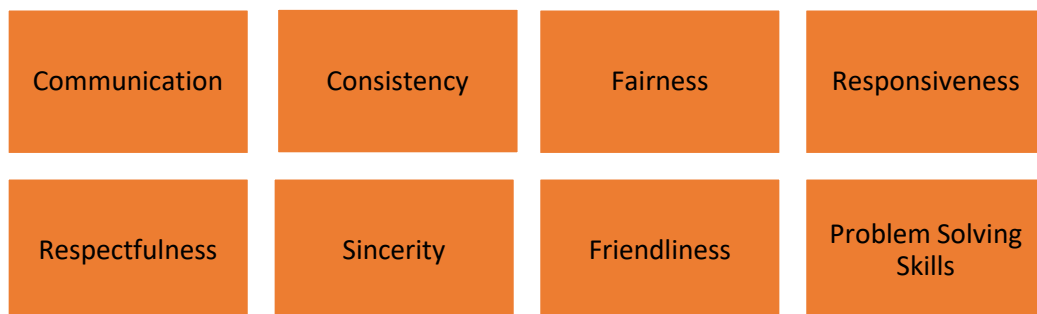 Communication
Consistency
Fairness
Responsiveness
Respectfulness
Sincerity
Friendliness
Problem Solving
Skills